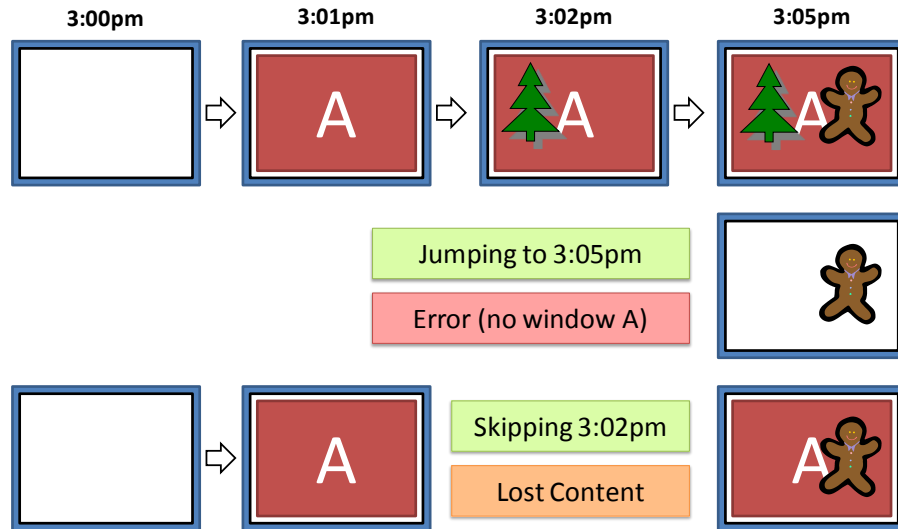 3:00pm
3:01pm
3:02pm
3:05pm
A
A
A
Jumping to 3:05pm
Error (no window A)
A
Skipping 3:02pm
A
Lost Content